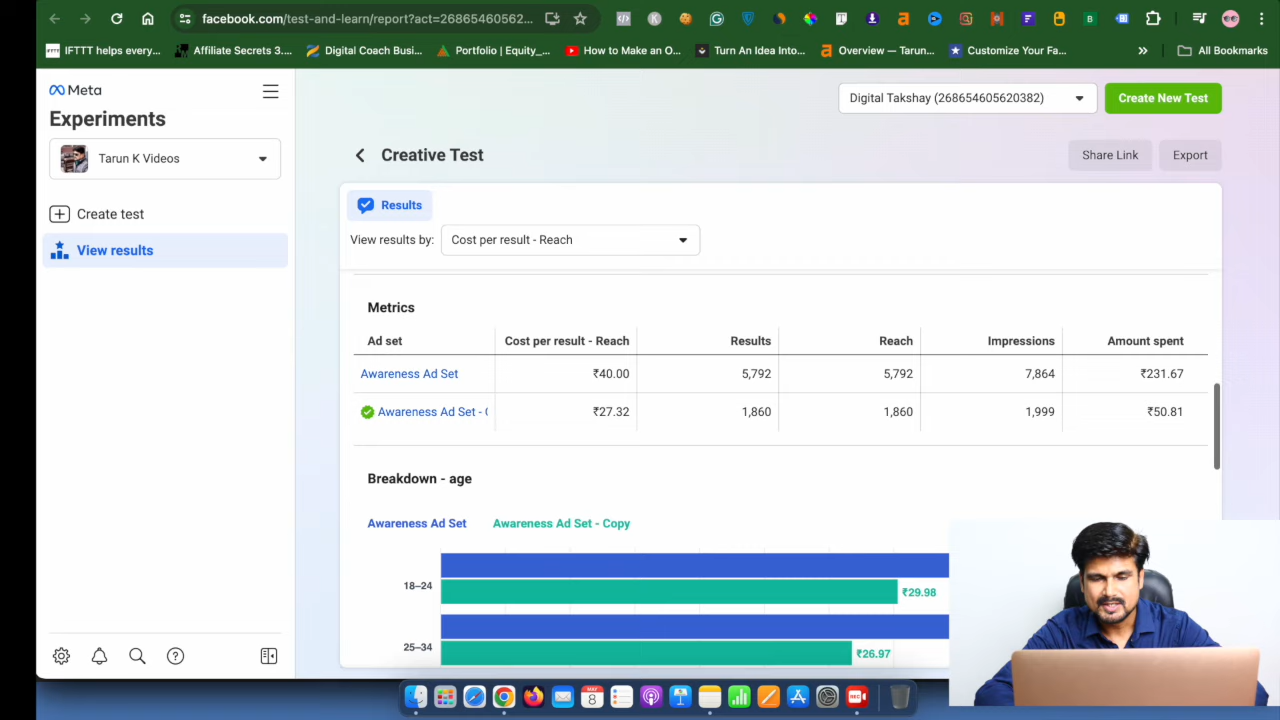 facebook.com/test-and-learn/report?act=26865460562...
IFTTT helps every...
Affiliate Secrets 3....
Digital Coach Busi...
Portfolio | Equity_...
How to Make an O...
Turn An Idea Into...
Overview — Tarun...
Customize Your Fa...
»
All Bookmarks
Meta
Experiments
Tarun K Videos
Create test
View results
Digital Takshay (268654605620382)
Create New Test
Creative Test
Share Link
Export
Results
View results by:
Cost per result - Reach
Metrics
Ad set Cost per result - Reach Results Reach Impressions Amount spent
Awareness Ad Set ₹40.00 5,792 5,792 7,864 ₹231.67
Awareness Ad Set - ₹27.32 1,860 1,860 1,999 ₹50.81
Breakdown - age
Awareness Ad Set Awareness Ad Set - Copy
18–24
₹29.98
25–34
₹26.97
MAY
8
REC